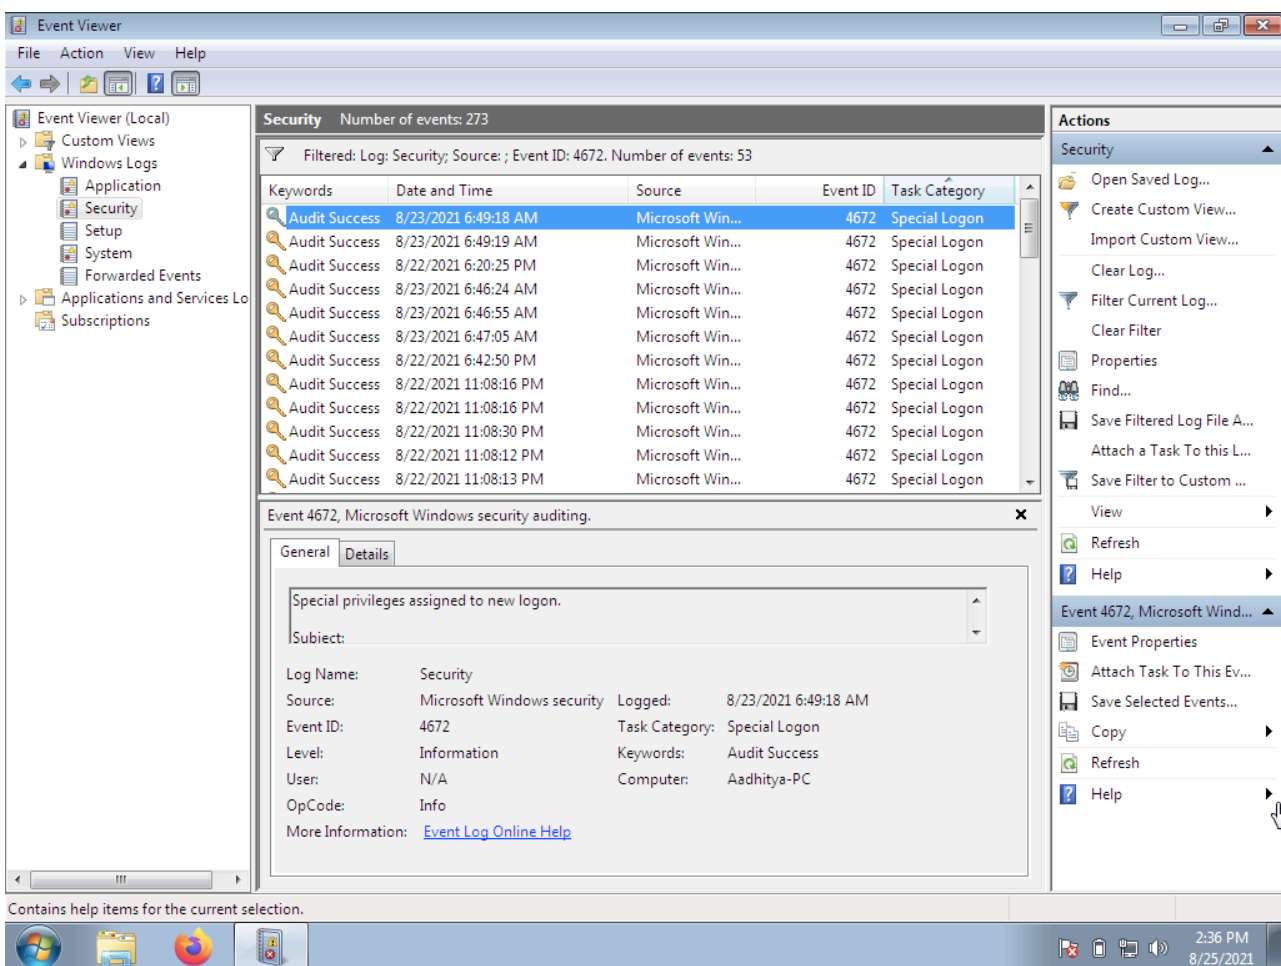 Event Viewer
File Action View Help
Event Viewer (Local)
Custom Views
Windows Logs
Application
Security
Setup
System
Forwarded Events
Applications and Services Lo
Subscriptions
Security Number of events: 273
Filtered: Log: Security; Source: ; Event ID: 4672. Number of events: 53
Keywords Date and Time Source Event ID Task Category
Audit Success 8/23/2021 6:49:18 AM Microsoft Win... 4672 Special Logon
Audit Success 8/23/2021 6:49:19 AM Microsoft Win... 4672 Special Logon
Audit Success 8/22/2021 6:20:25 PM Microsoft Win... 4672 Special Logon
Audit Success 8/23/2021 6:46:24 AM Microsoft Win... 4672 Special Logon
Audit Success 8/23/2021 6:46:55 AM Microsoft Win... 4672 Special Logon
Audit Success 8/23/2021 6:47:05 AM Microsoft Win... 4672 Special Logon
Audit Success 8/22/2021 6:42:50 PM Microsoft Win... 4672 Special Logon
Audit Success 8/22/2021 11:08:16 PM Microsoft Win... 4672 Special Logon
Audit Success 8/22/2021 11:08:16 PM Microsoft Win... 4672 Special Logon
Audit Success 8/22/2021 11:08:30 PM Microsoft Win... 4672 Special Logon
Audit Success 8/22/2021 11:08:12 PM Microsoft Win... 4672 Special Logon
Audit Success 8/22/2021 11:08:13 PM Microsoft Win... 4672 Special Logon
Event 4672, Microsoft Windows security auditing.
General Details
Special privileges assigned to new logon.
Subject:
Log Name: Security
Source: Microsoft Windows security Logged: 8/23/2021 6:49:18 AM
Event ID: 4672 Task Category: Special Logon
Level: Information Keywords: Audit Success
User: N/A Computer: Aadhitya-PC
OpCode: Info
More Information: Event Log Online Help
Actions
Security
Open Saved Log...
Create Custom View...
Import Custom View...
Clear Log...
Filter Current Log...
Clear Filter
Properties
Find...
Save Filtered Log File A...
Attach a Task To this L...
Save Filter to Custom ...
View
Refresh
Help
Event 4672, Microsoft Wind...
Event Properties
Attach Task To This Ev...
Save Selected Events...
Copy
Refresh
Help
Contains help items for the current selection.
2:36 PM
8/25/2021